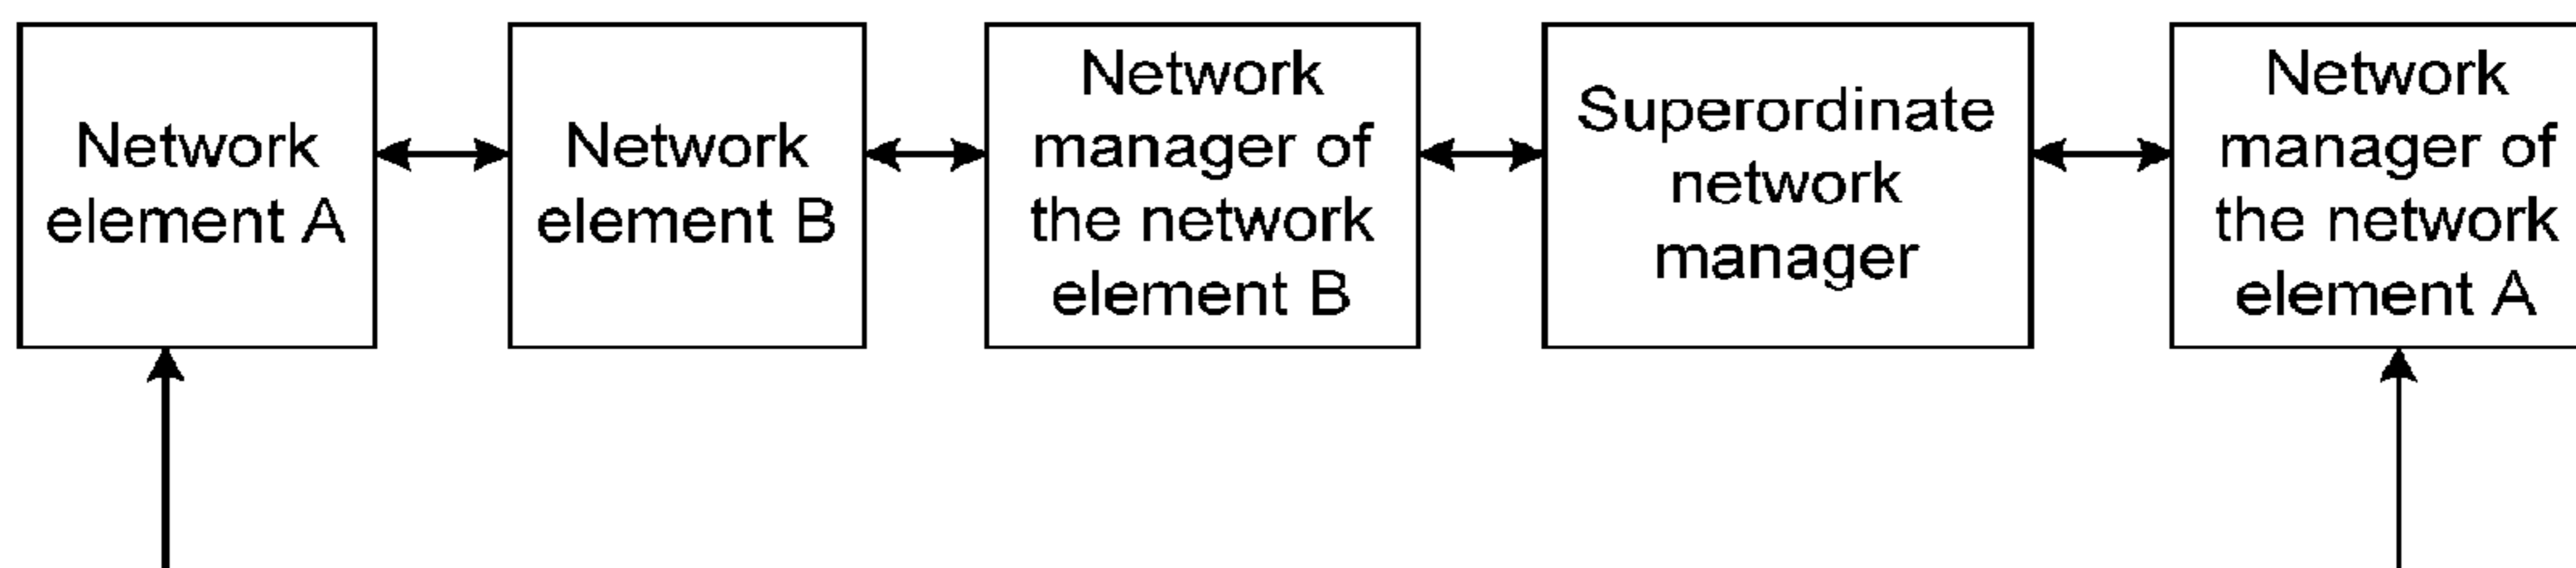 Network
element A
Network
element B
Network
manager of
the network
element B
Superordinate
network
manager
Network
manager of
the network
element A